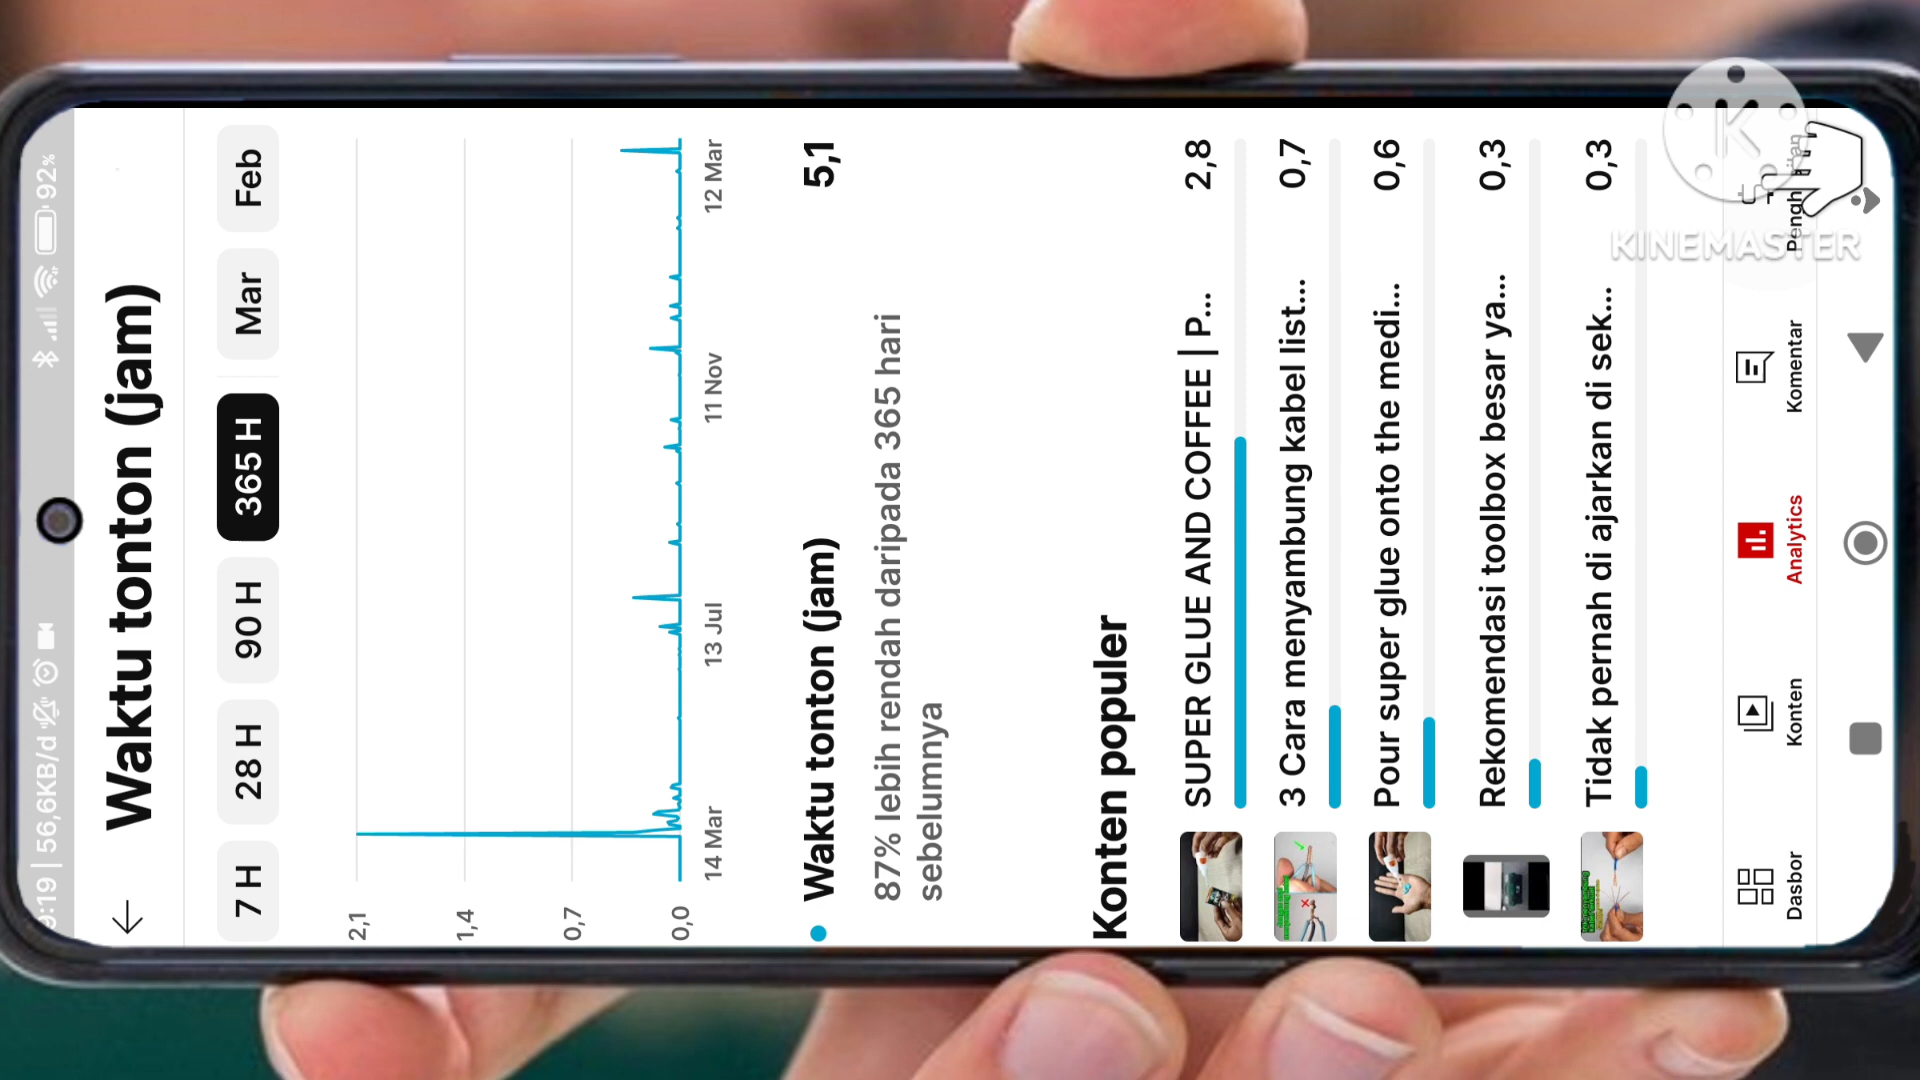 9:19 | 56,6KB/d
92%
Waktu tonton (jam)
7 H
28 H
90 H
365 H
Mar
Feb
2,1
1,4
0,7
0,0
14 Mar
13 Jul
11 Nov
12 Mar
Waktu tonton (jam)
5,1
87% lebih rendah daripada 365 hari
sebelumnya
Konten populer
SUPER GLUE AND COFFEE | P...
2,8
3 Cara menyambung kabel list...
0,7
Pour super glue onto the medi...
0,6
Rekomendasi toolbox besar ya...
0,3
Tidak pernah di ajarkan di sek...
0,3
Dasbor
Konten
Analytics
Komentar
KINEMASTER